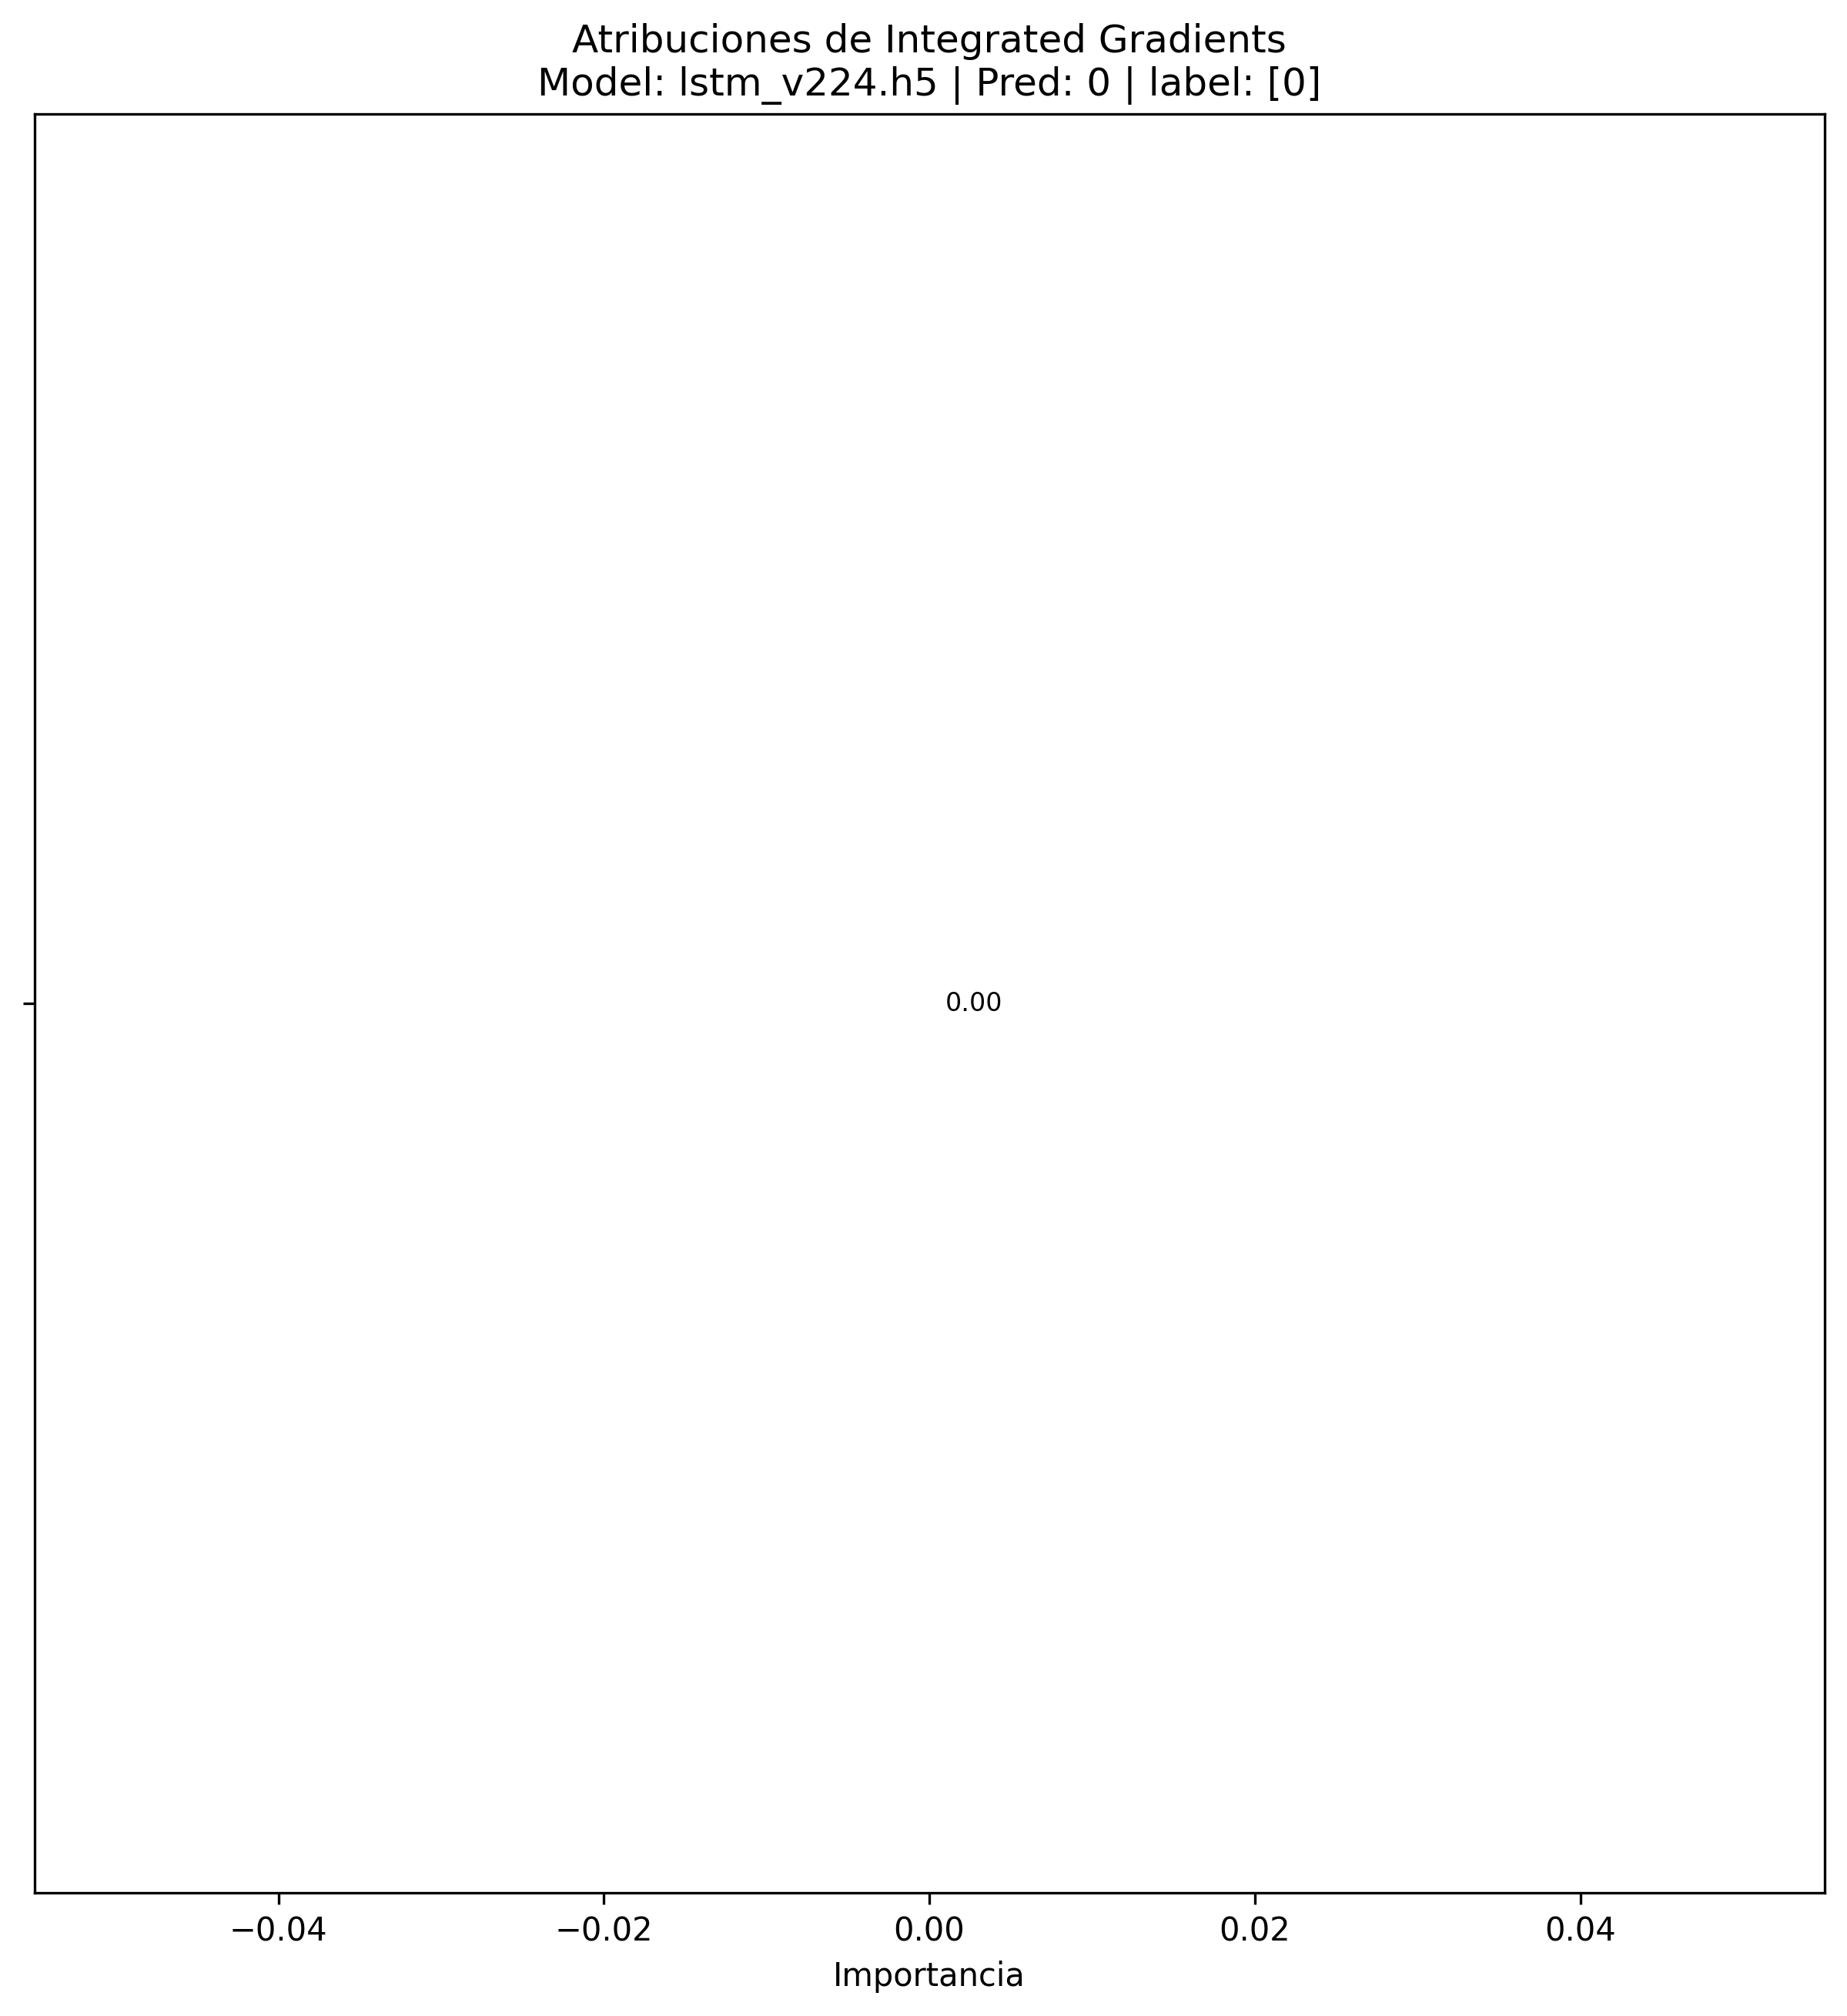 Atribuciones de Integrated Gradients
Model: lstm_v224.h5 | Pred: 0 | label: [0]
0.00
−0.04 −0.02 0.00 0.02 0.04
Importancia